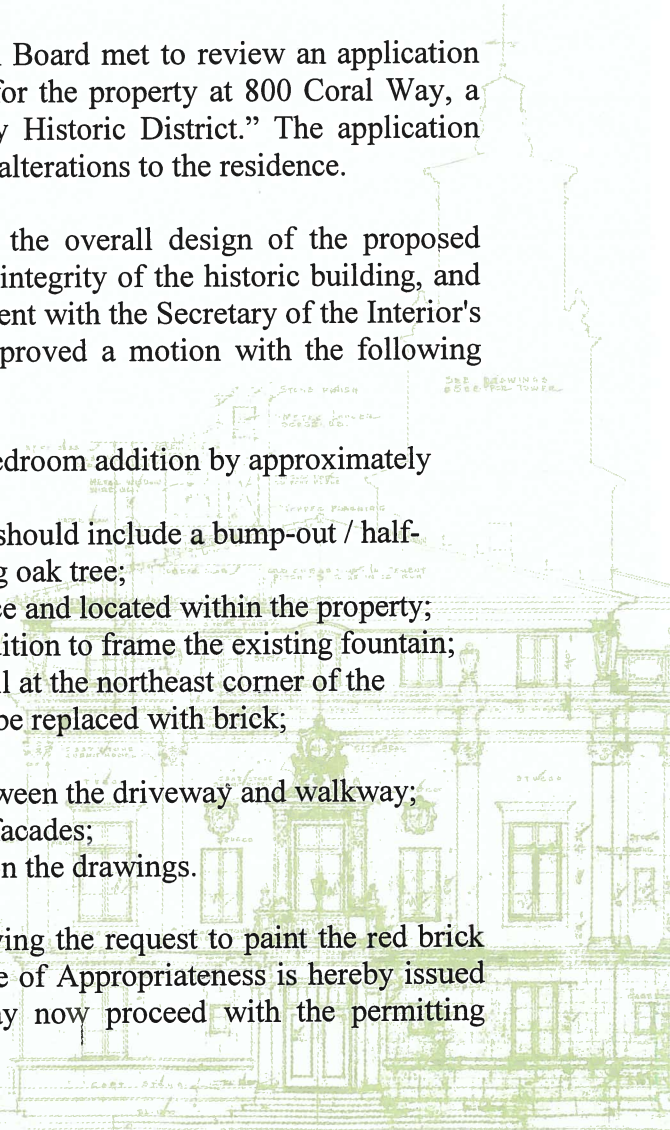 Board met to review an application
for the property at 800 Coral Way, a
y Historic District.” The application
alterations to the residence.
the overall design of the proposed
integrity of the historic building, and
ent with the Secretary of the Interior's
proved a motion with the following
STUCCO FINISH
SEE DRAWINGS
edroom addition by approximately
should include a bump-out / half-
g oak tree;
ce and located within the property;
ition to frame the existing fountain;
l at the northeast corner of the
be replaced with brick;
ween the driveway and walkway;
facades;
n the drawings.
ving the request to paint the red brick
e of Appropriateness is hereby issued
ay now proceed with the permitting